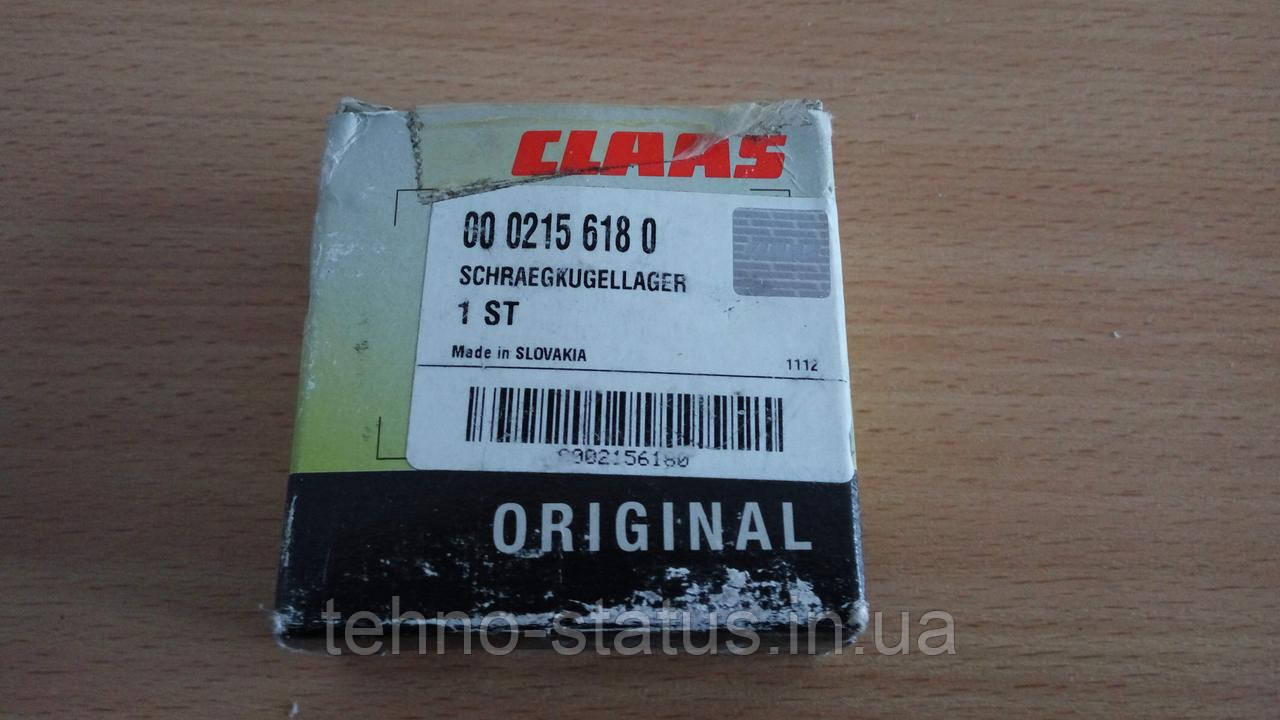 CLAAS
00 0215 618 0
SCHRAEGKUGELLAGER
1 ST
Made in SLOVAKIA 1112
0002156180
ORIGINAL
tehno-status.in.ua